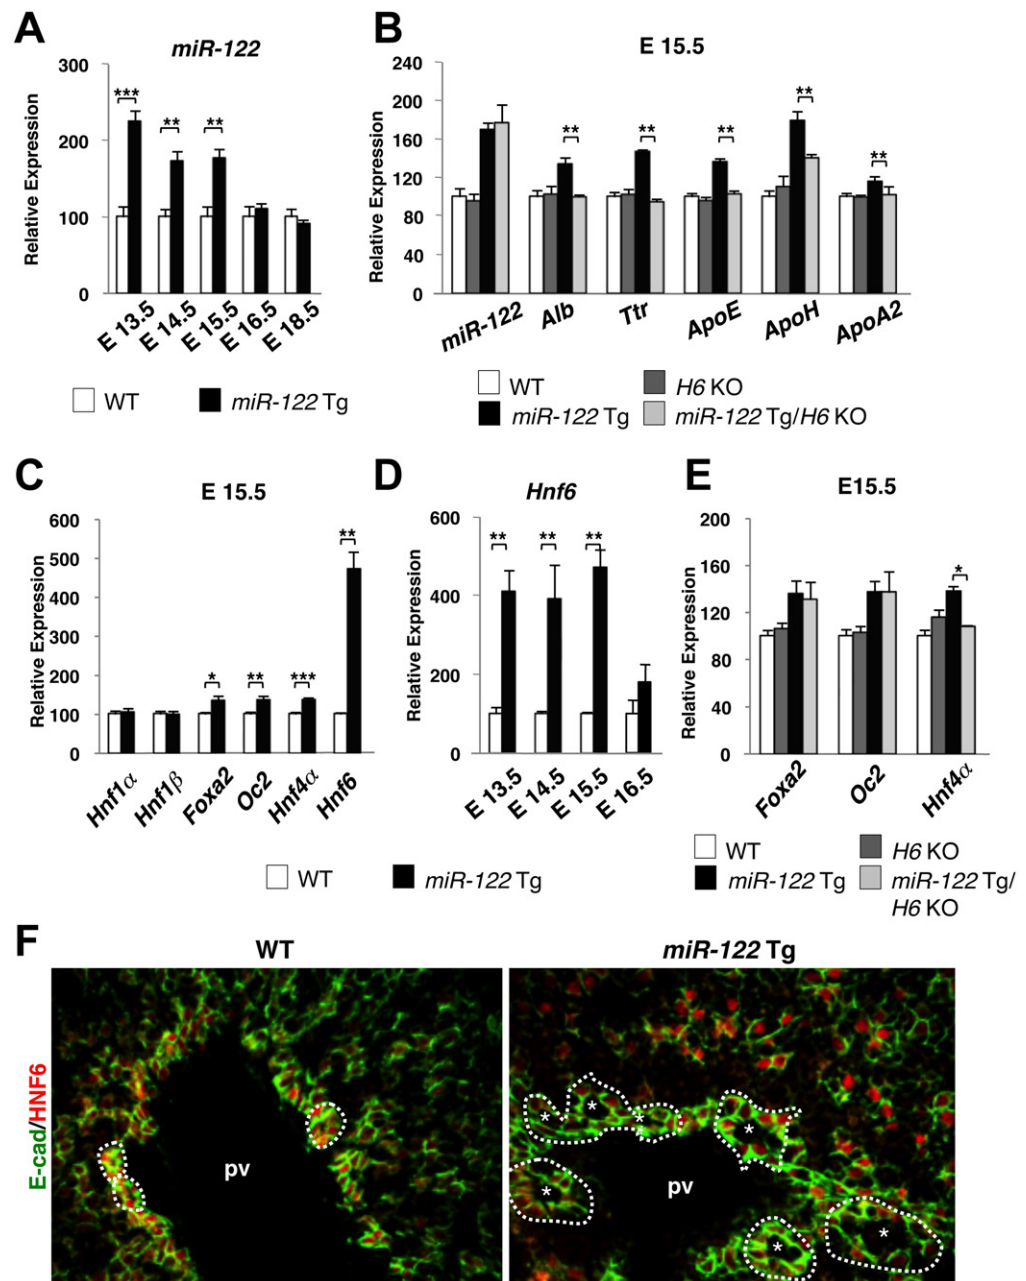 A
miR-122
Relative Expression
300
200
100
0
***
**
**
E 13.5
E 14.5
E 15.5
E 16.5
E 18.5
WT
miR-122 Tg
B
E 15.5
Relative Expression
240
200
160
120
80
40
0
**
**
**
**
**
miR-122
Alb
Ttr
ApoE
ApoH
ApoA2
WT
H6 KO
miR-122 Tg
miR-122 Tg/H6 KO
C
E 15.5
Relative Expression
600
500
400
300
200
100
0
*
**
***
**
Hnf1α
Hnf1β
Foxa2
Oc2
Hnf4α
Hnf6
D
Hnf6
Relative Expression
600
400
200
0
**
**
**
E 13.5
E 14.5
E 15.5
E 16.5
WT
miR-122 Tg
E
E15.5
Relative Expression
200
160
120
80
40
0
*
Foxa2
Oc2
Hnf4α
WT
H6 KO
miR-122 Tg
miR-122 Tg/
H6 KO
F
WT
miR-122 Tg
E-cad/HNF6
pv
pv
*
*
*
*
*
*
*